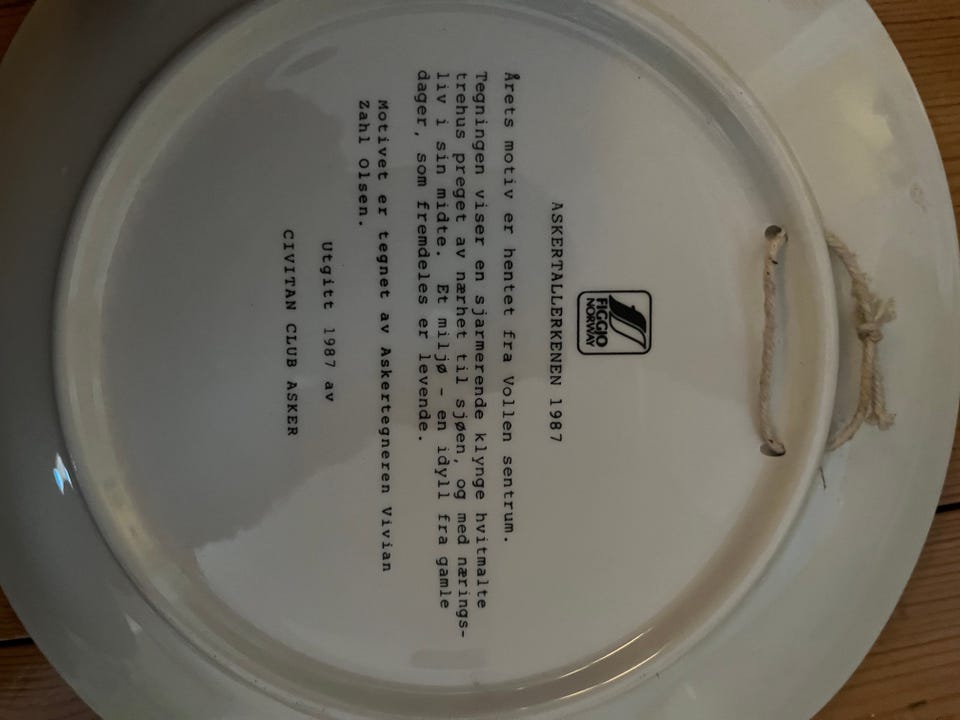 FIGGJO
NORWAY
ASKERTALLERKENEN 1987
Årets motiv er hentet fra Vollen sentrum.
Tegningen viser en sjarmerende klynge hvitmalte
trehus preget av nærhet til sjøen, og med nærings-
liv i sin midte. Et miljø - en idyll fra gamle
dager, som fremdeles er levende.
Motivet er tegnet av Askertegneren Vivian
Zahl Olsen.
Utgitt 1987 av
CIVITAN CLUB ASKER